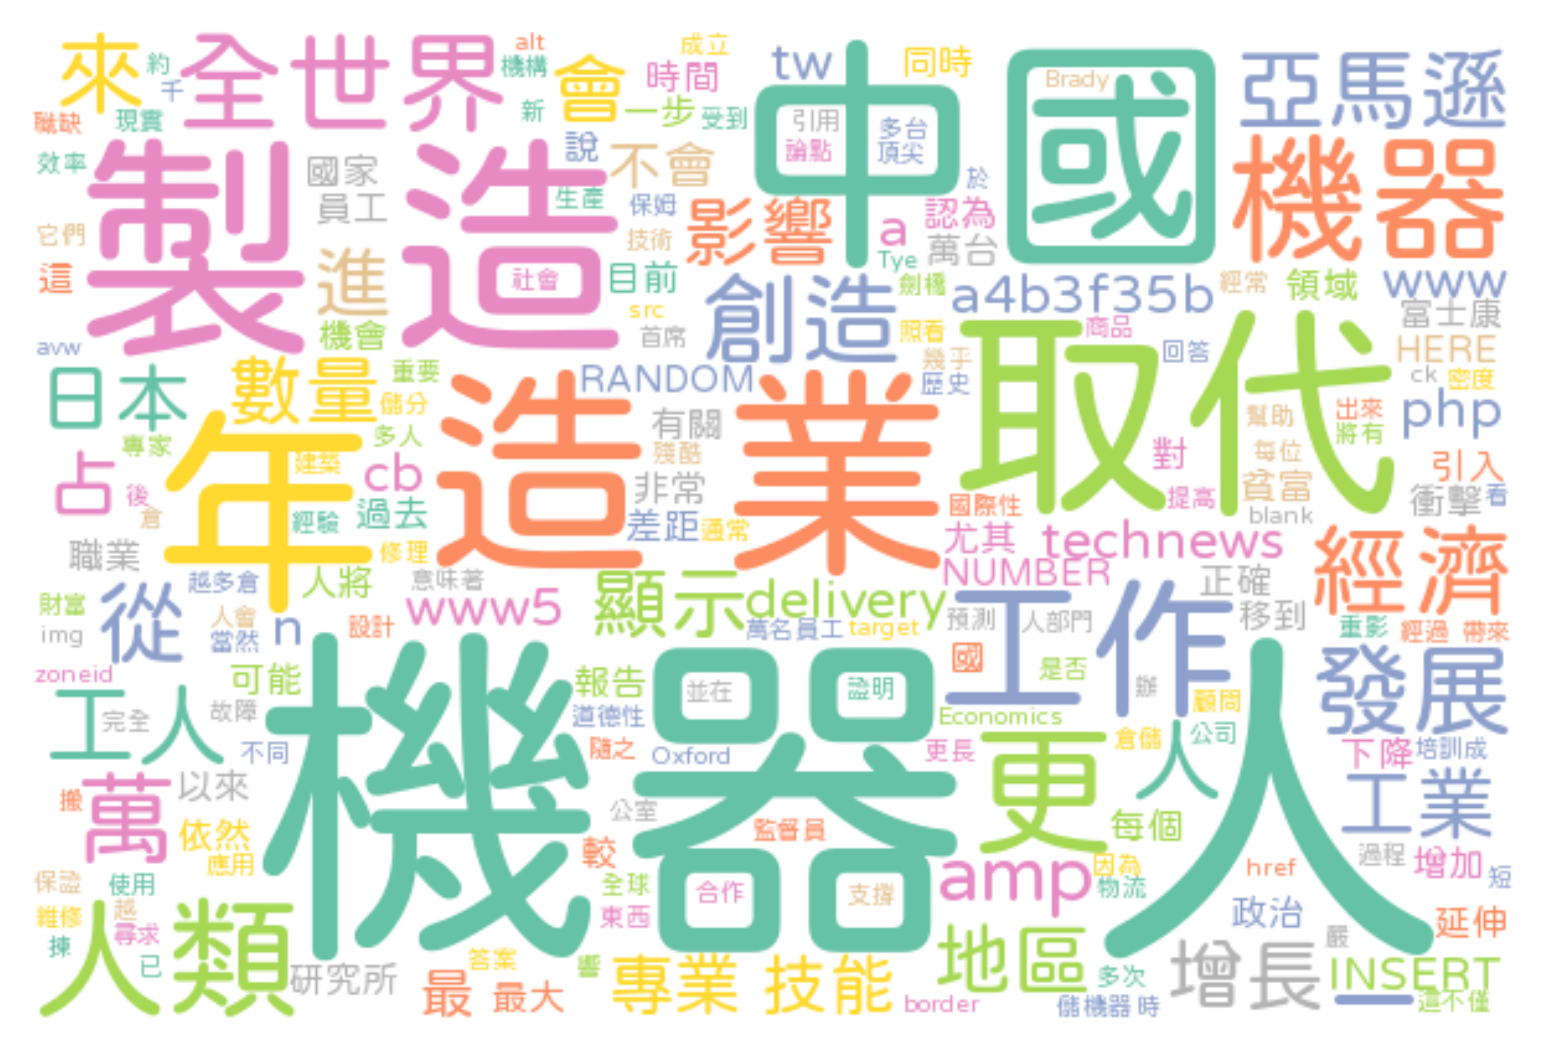 來 約 千 全世界 alt 機構 會 成立 時間 tw 同時 Brady 亞馬遜
職缺 現實 新 一步 受到 中國 引用 論點 多台 頂尖
效率 製造 國家 員工 說 不會 生產 保姆 技術 影響 a Tye 認為 萬台 於 機器
它們 這 進 機會 社會 目前 src 首席 創造 劍橋 照看 a4b3f35b 經常 領域 www 富士康
avw 日本 數量 重要 儲分 RANDOM 幾乎 歷史 商品 回答 取代 HERE ck 密度
專家 年 建築 多人 造業 有關 殘酷 幫助 出來 將有 php
占 後 倉 經驗 cb 過去 修理 非常 差距 通常 國際性 對 提高 每位 貧富 blank 引入 衝擊 看
職業 越多倉 人將 意味著 尤其 technews NUMBER 正確 經濟
財富 img 從 人會 當然 n 設計 www5 顯示 delivery 萬名員工 target 預測 人部門 工作 移到 重影 經過 帶來
zoneid 可能 機器人 報告 道德性 並在 證明 國 是否 辦 顧問 發展
工人 完全 故障 不同 隨之 Oxford Economics 更長 更 倉儲 人 公司 下降 培訓成
搬 萬 以來 依然 應用 公室 監督員 較 每個 工業
保證 使用 維修 越 尋求 全球 東西 合作 支撐 amp 因為 物流 href 過程 增加 短
揀 已 人類 政治 延伸
研究所 最 最大 答案 響 專業 技能 border 地區 多次 儲機器 時 增長 嚴 INSERT 一 這不僅